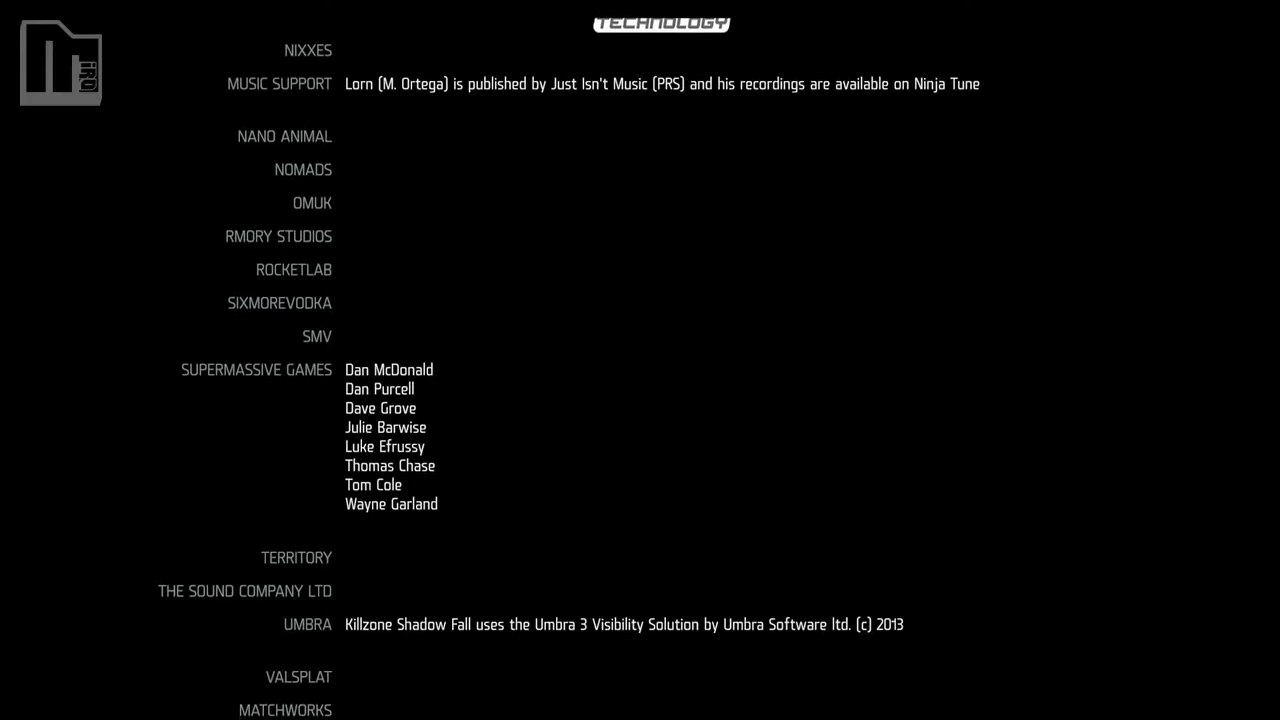 TECHNOLOGY
NIXXES
MUSIC SUPPORT Lorn (M. Ortega) is published by Just Isn't Music (PRS) and his recordings are available on Ninja Tune
NANO ANIMAL
NOMADS
OMUK
RMORY STUDIOS
ROCKETLAB
SIXMOREVODKA
SMV
SUPERMASSIVE GAMES Dan McDonald
Dan Purcell
Dave Grove
Julie Barwise
Luke Efrussy
Thomas Chase
Tom Cole
Wayne Garland
TERRITORY
THE SOUND COMPANY LTD
UMBRA Killzone Shadow Fall uses the Umbra 3 Visibility Solution by Umbra Software ltd. (c) 2013
VALSPLAT
MATCHWORKS